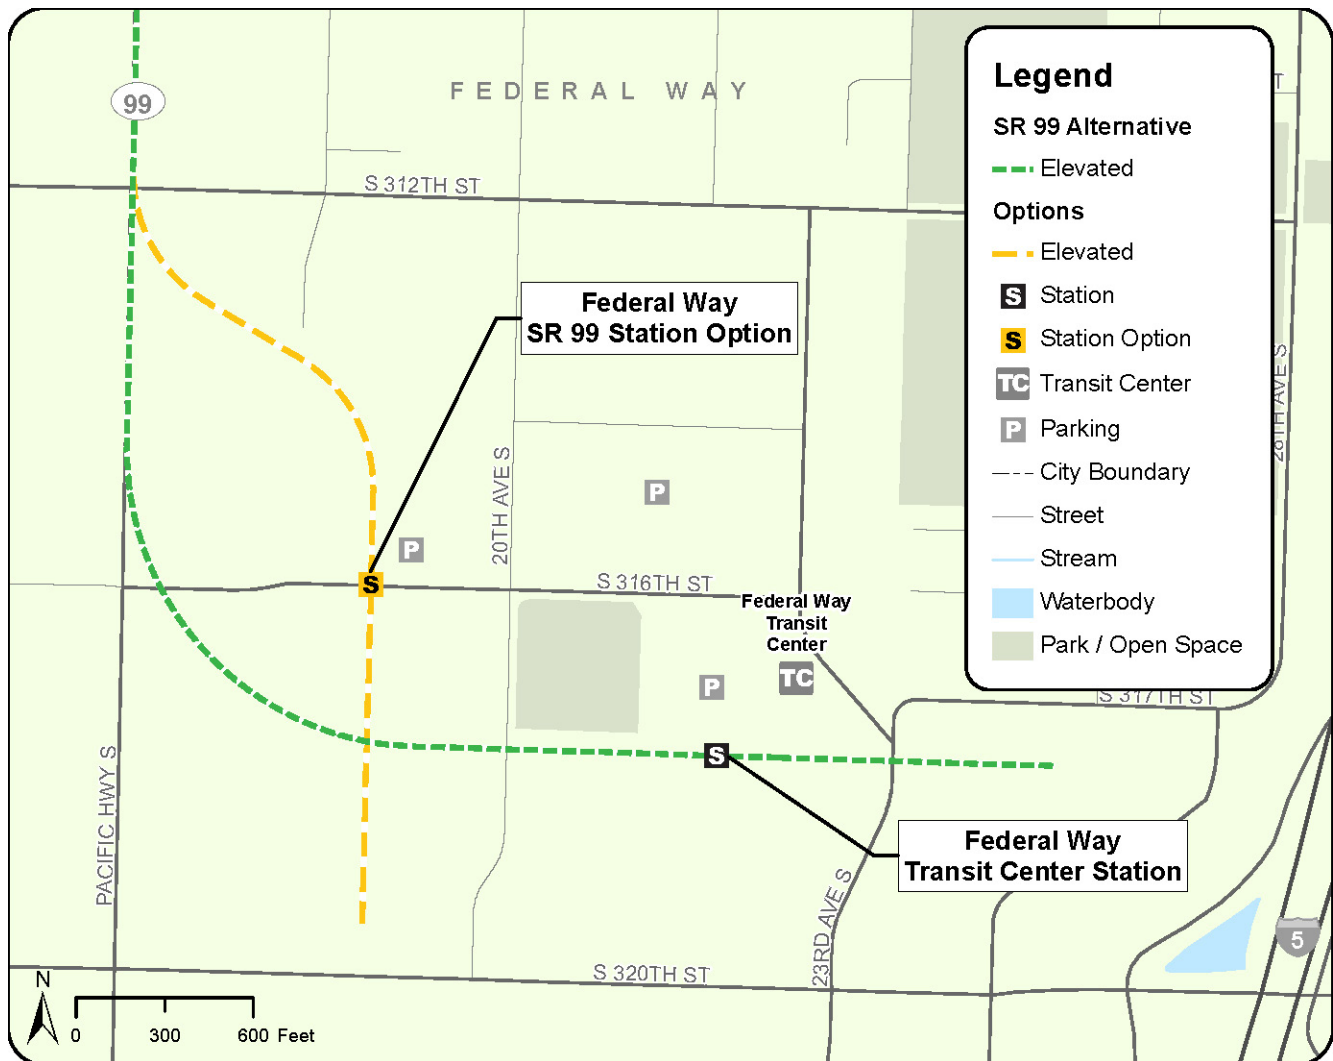 99
FEDERAL WAY
S 312TH ST
Legend
SR 99 Alternative
Elevated
Options
Elevated
S Station
S Station Option
TC Transit Center
P Parking
City Boundary
Street
Stream
Waterbody
Park / Open Space
T
28TH AVE S
Federal Way
SR 99 Station Option
20TH AVE S
P
P
S
S 316TH ST
Federal Way
Transit
Center
TC
P
S 317TH ST
S
PACIFIC HWY S
Federal Way
Transit Center Station
23RD AVE S
5
S 320TH ST
N
0 300 600 Feet